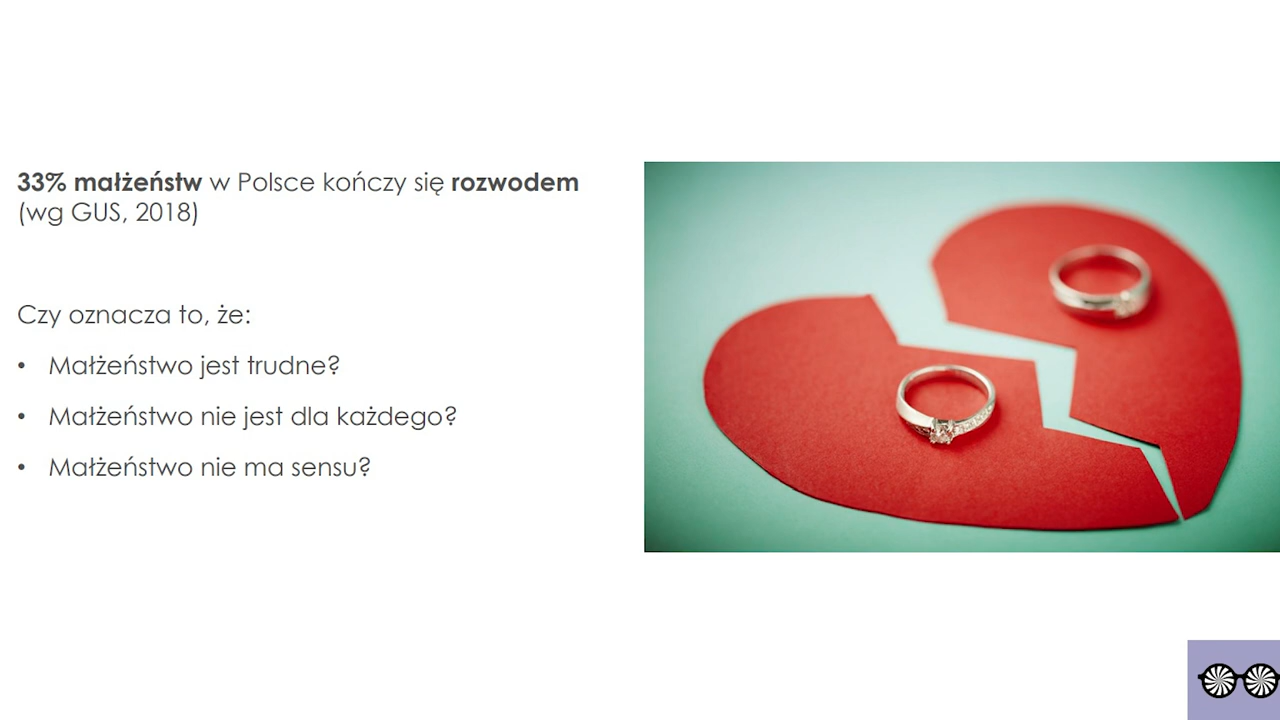 33% małżeństw w Polsce kończy się rozwodem
(wg GUS, 2018)
Czy oznacza to, że:
• Małżeństwo jest trudne?
• Małżeństwo nie jest dla każdego?
• Małżeństwo nie ma sensu?